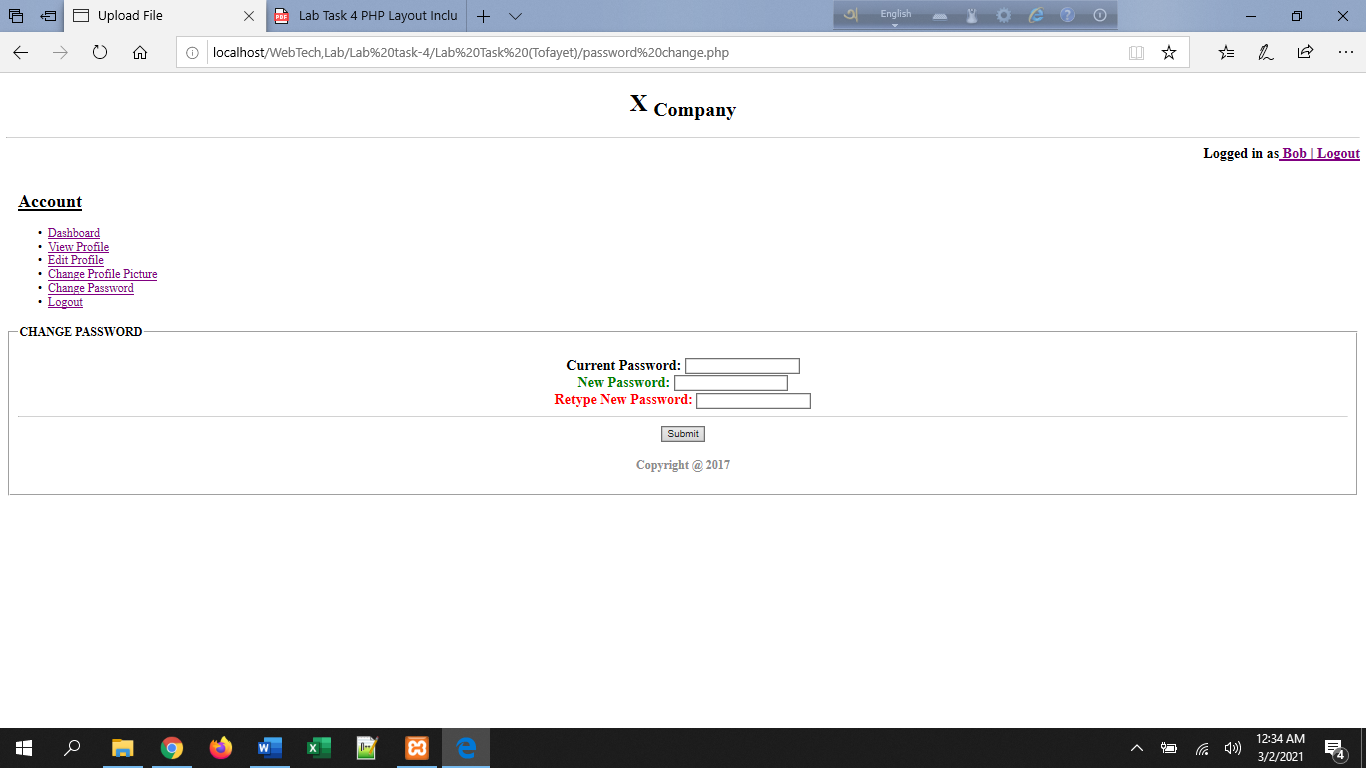 Upload File
Lab Task 4 PHP Layout Inclu
English
localhost/WebTech,Lab/Lab%20task-4/Lab%20Task%20(Tofayet)/password%20change.php
X Company
Logged in as Bob | Logout
Account
• Dashboard
• View Profile
• Edit Profile
• Change Profile Picture
• Change Password
• Logout
CHANGE PASSWORD
Current Password:
New Password:
Retype New Password:
Submit
Copyright @ 2017
12:34 AM
3/2/2021
4